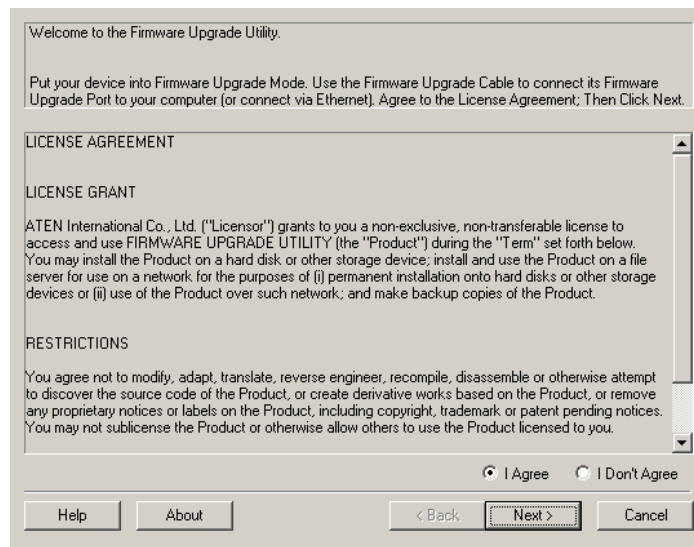 Welcome to the Firmware Upgrade Utility.
Put your device into Firmware Upgrade Mode. Use the Firmware Upgrade Cable to connect its Firmware
Upgrade Port to your computer (or connect via Ethernet). Agree to the License Agreement; Then Click Next.
LICENSE AGREEMENT
LICENSE GRANT
ATEN International Co., Ltd. ("Licensor") grants to you a non-exclusive, non-transferable license to
access and use FIRMWARE UPGRADE UTILITY (the "Product") during the "Term" set forth below.
You may install the Product on a hard disk or other storage device; install and use the Product on a file
server for use on a network for the purposes of (i) permanent installation onto hard disks or other storage
devices or (ii) use of the Product over such network; and make backup copies of the Product.
RESTRICTIONS
You agree not to modify, adapt, translate, reverse engineer, recompile, disassemble or otherwise attempt
to discover the source code of the Product, or create derivative works based on the Product, or remove
any proprietary notices or labels on the Product, including copyright, trademark or patent pending notices.
You may not sublicense the Product or otherwise allow others to use the Product licensed to you.
I Agree I Don't Agree
Help About < Back Next > Cancel